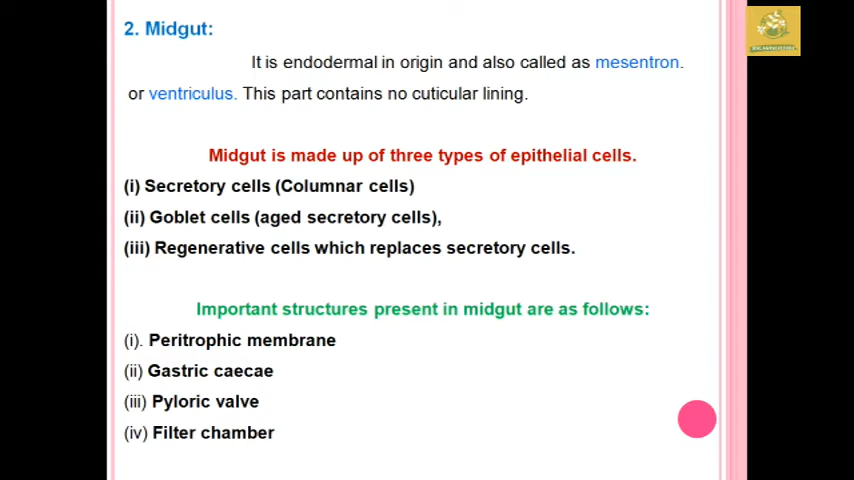 2. Midgut:
It is endodermal in origin and also called as mesentron.
or ventriculus. This part contains no cuticular lining.
Midgut is made up of three types of epithelial cells.
(i) Secretory cells (Columnar cells)
(ii) Goblet cells (aged secretory cells),
(iii) Regenerative cells which replaces secretory cells.
Important structures present in midgut are as follows:
(i). Peritrophic membrane
(ii) Gastric caecae
(iii) Pyloric valve
(iv) Filter chamber